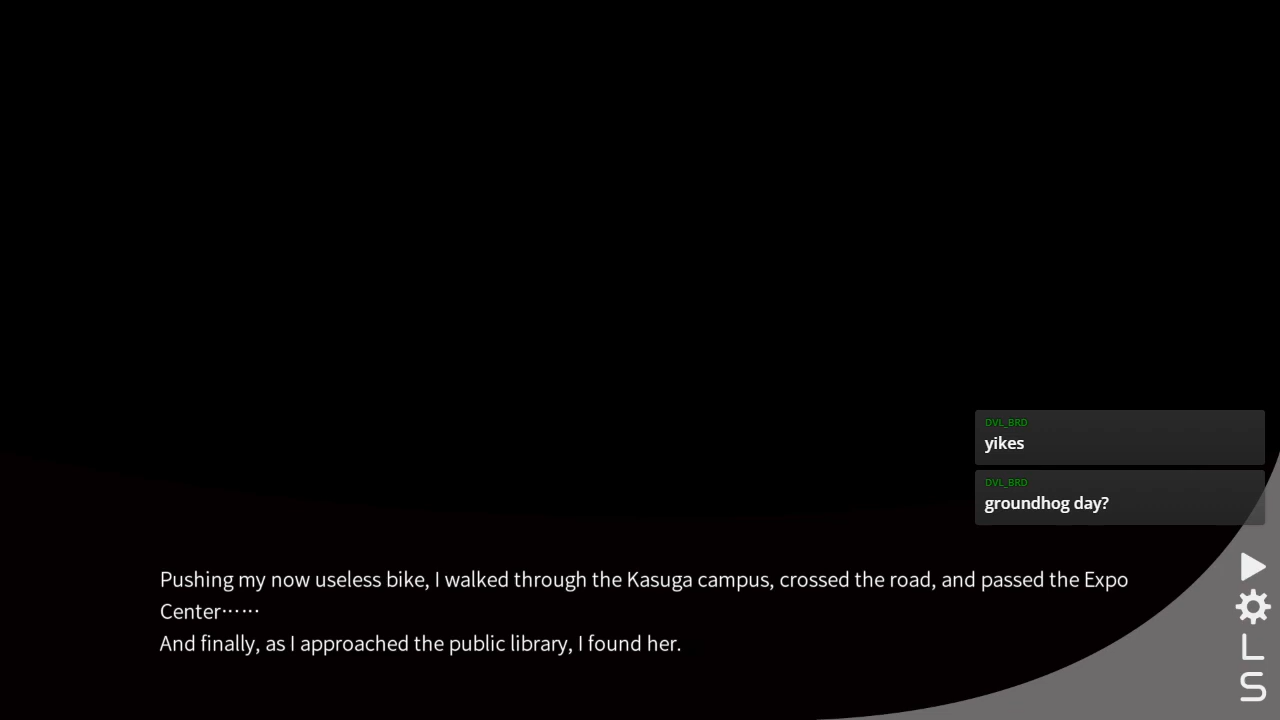 DVL_BRD
yikes
DVL_BRD
groundhog day?
Pushing my now useless bike, I walked through the Kasuga campus, crossed the road, and passed the Expo
Center⋯⋯
And finally, as I approached the public library, I found her.
L
S